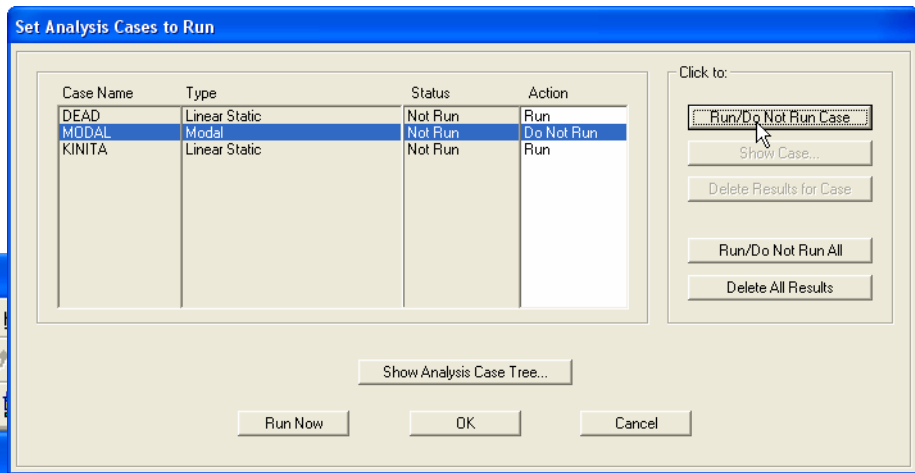 Set Analysis Cases to Run
Click to:
Case Name Type Status Action
DEAD Linear Static Not Run Run
MODAL Modal Not Run Do Not Run
KINITA Linear Static Not Run Run
Run/Do Not Run Case
Show Case...
Delete Results for Case
Run/Do Not Run All
Delete All Results
Show Analysis Case Tree...
Run Now OK Cancel